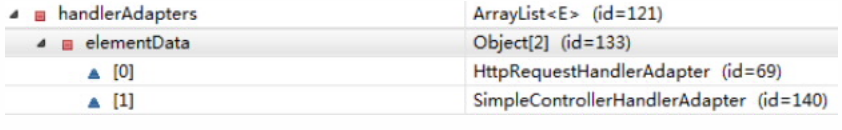 handlerAdapters ArrayList<E> (id=121)
elementData Object[2] (id=133)
[0] HttpRequestHandlerAdapter (id=69)
[1] SimpleControllerHandlerAdapter (id=140)